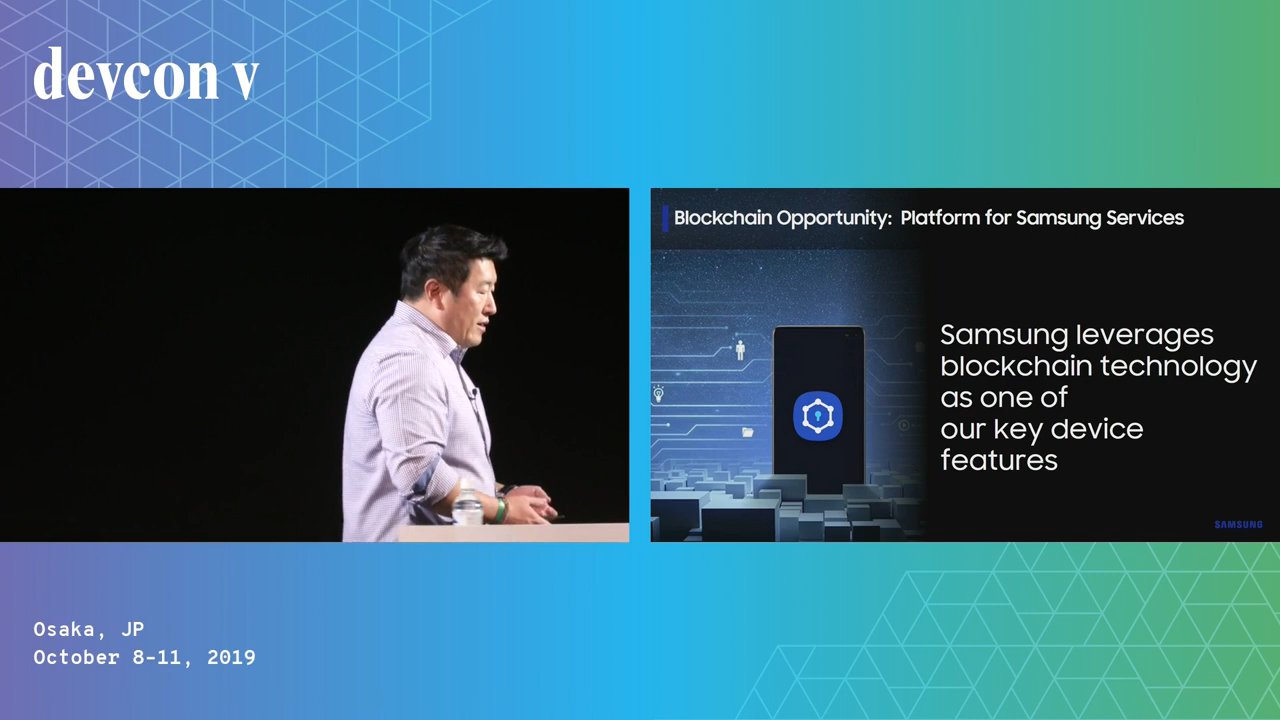 devcon v
Blockchain Opportunity: Platform for Samsung Services
Samsung leverages
blockchain technology
as one of
our key device
features
SAMSUNG
Osaka, JP
October 8-11, 2019